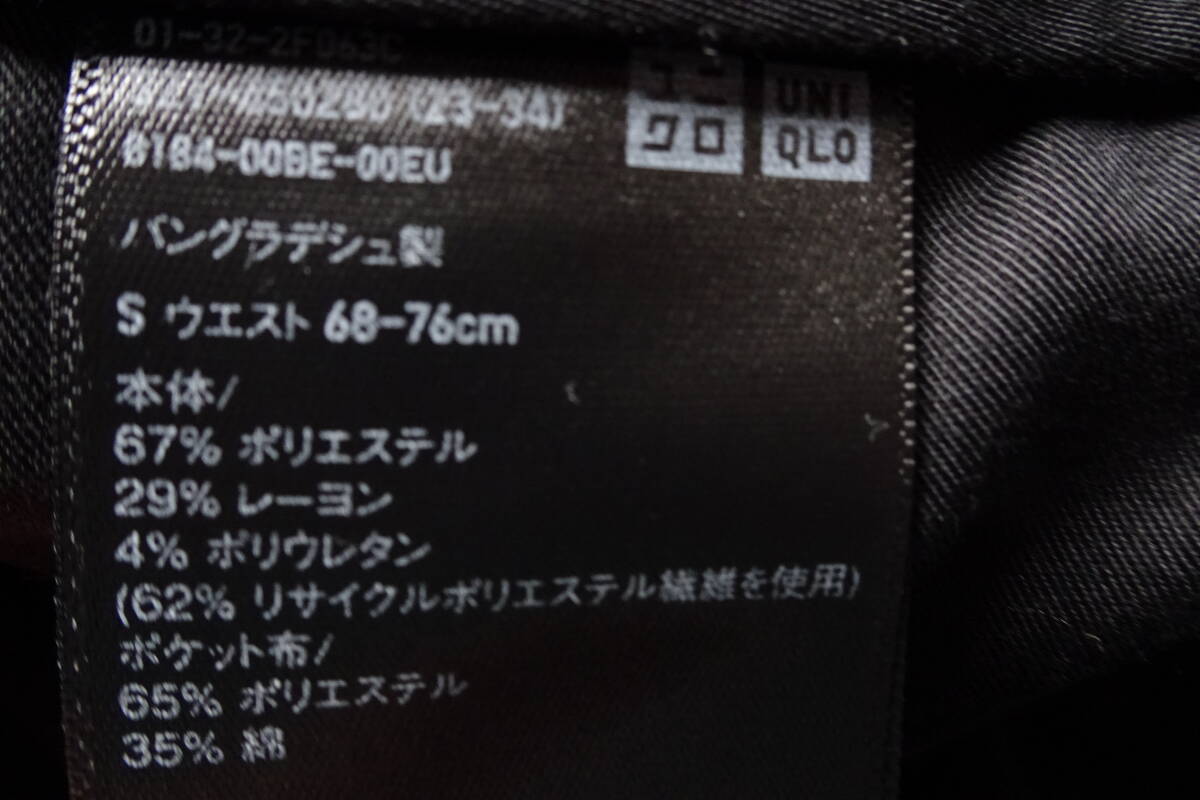 01-32-2F063C
(23-34)
ユニ
クロ
UNI
QLO
バングラデシュ製
S ウエスト 68-76cm
本体/
67% ポリエステル
29% レーヨン
4% ポリウレタン
(62% リサイクルポリエステル繊維を使用)
ポケット布/
65% ポリエステル
35% 綿